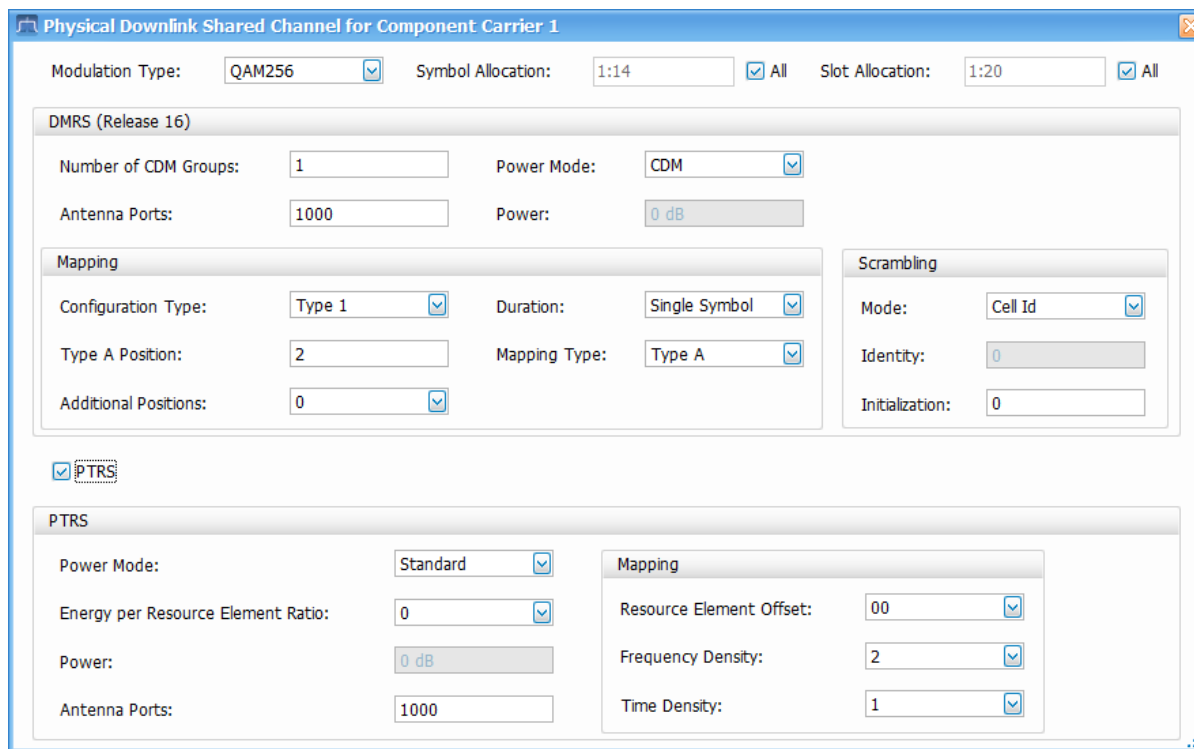 Physical Downlink Shared Channel for Component Carrier 1
Modulation Type: QAM256 Symbol Allocation: 1:14 All Slot Allocation: 1:20 All
DMRS (Release 16)
Number of CDM Groups: 1 Power Mode: CDM
Antenna Ports: 1000 Power: 0 dB
Mapping Scrambling
Configuration Type: Type 1 Duration: Single Symbol Mode: Cell Id
Type A Position: 2 Mapping Type: Type A Identity: 0
Additional Positions: 0 Initialization: 0
PTRS
PTRS
Power Mode: Standard Mapping
Energy per Resource Element Ratio: 0 Resource Element Offset: 00
Power: 0 dB Frequency Density: 2
Antenna Ports: 1000 Time Density: 1